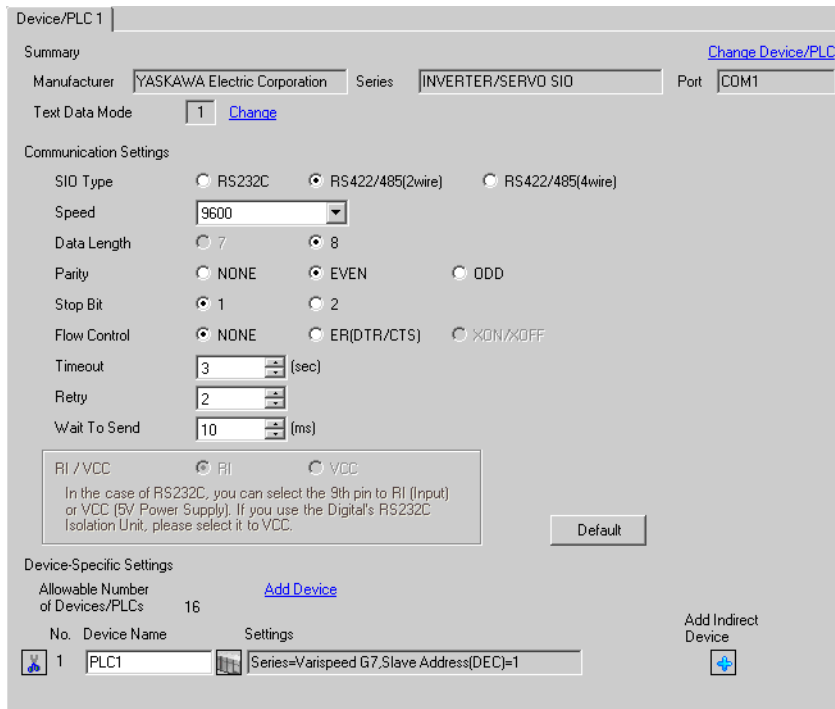 Device/PLC 1
Summary
Change Device/PLC
Manufacturer YASKAWA Electric Corporation Series INVERTER/SERVO SIO Port COM1
Text Data Mode 1 Change
Communication Settings
SIO Type RS232C RS422/485(2wire) RS422/485(4wire)
Speed 9600
Data Length 7 8
Parity NONE EVEN ODD
Stop Bit 1 2
Flow Control NONE ER(DTR/CTS) XON/XOFF
Timeout 3 (sec)
Retry 2
Wait To Send 10 (ms)
RI / VCC RI VCC
In the case of RS232C, you can select the 9th pin to RI (Input)
or VCC (5V Power Supply). If you use the Digital's RS232C
Isolation Unit, please select it to VCC.
Default
Device-Specific Settings
Allowable Number Add Device
of Devices/PLCs 16
Add Indirect
No. Device Name Settings Device
1 PLC1 Series=Varispeed G7,Slave Address(DEC)=1